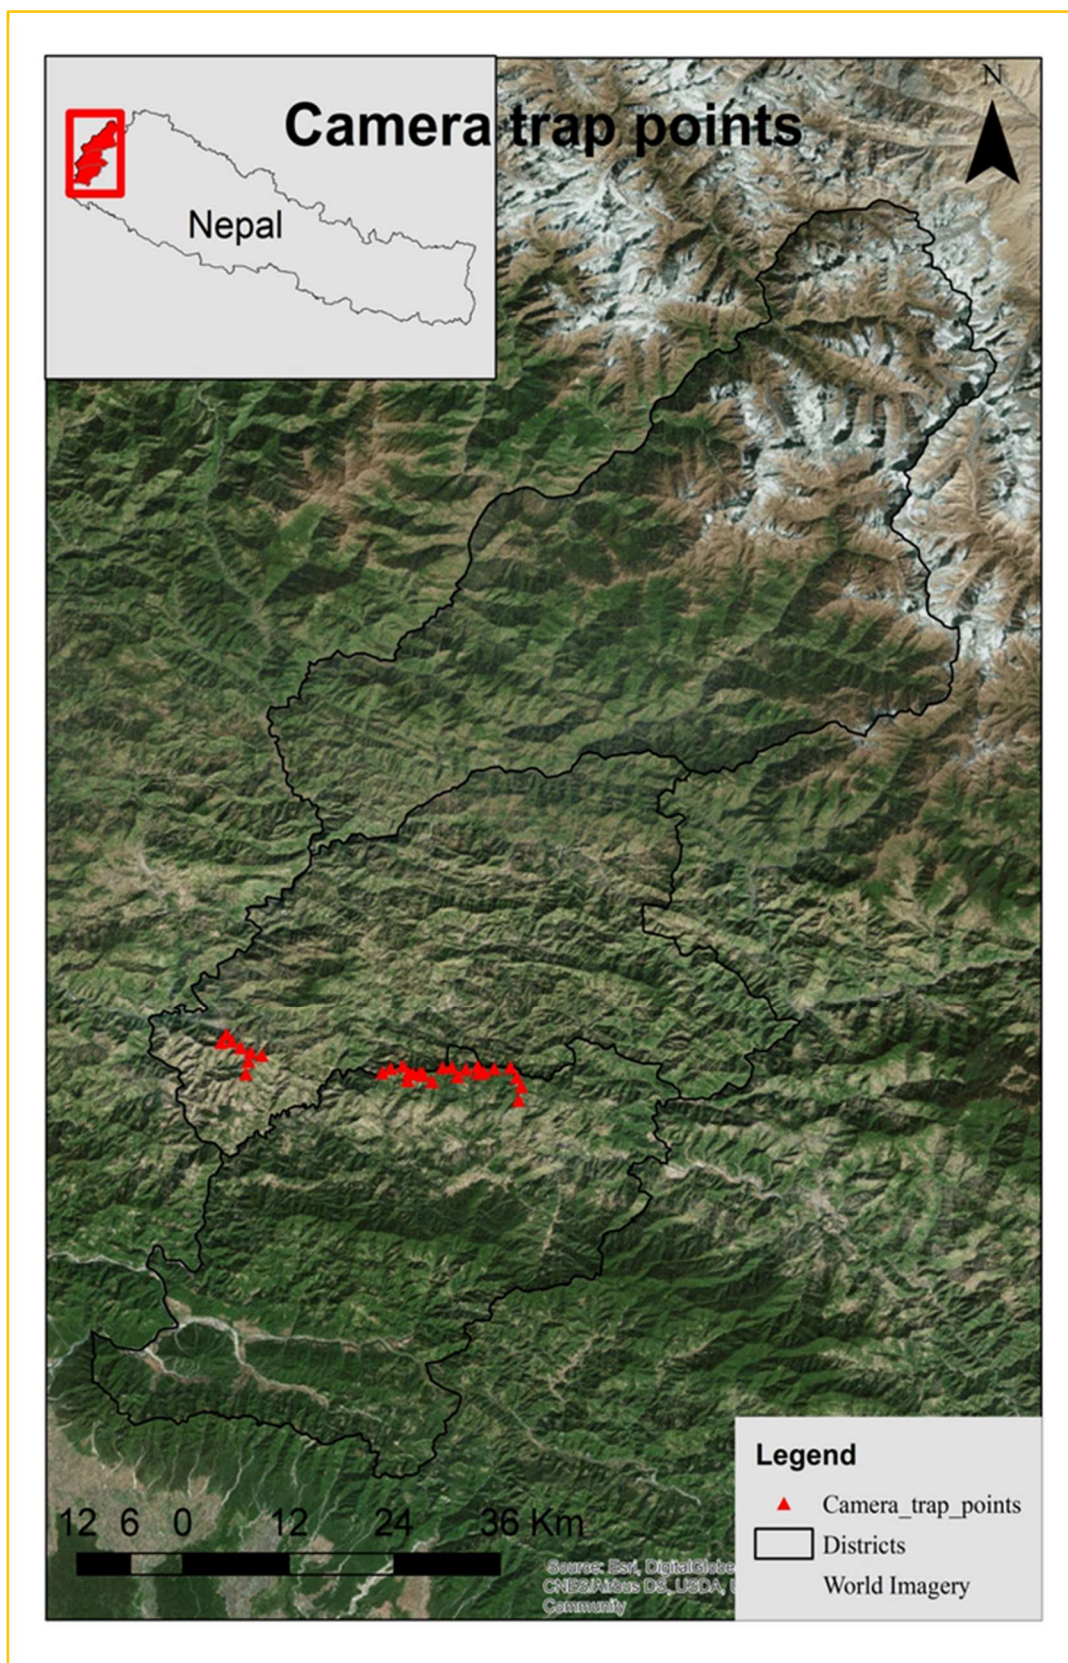 Camera trap points
N
Nepal
Legend
Camera_trap_points
Districts
World Imagery
12 6 0 12 24 36 Km
Source: Esri, DigitalGlobe
CNES/Airbus DS, USDA, U
Community